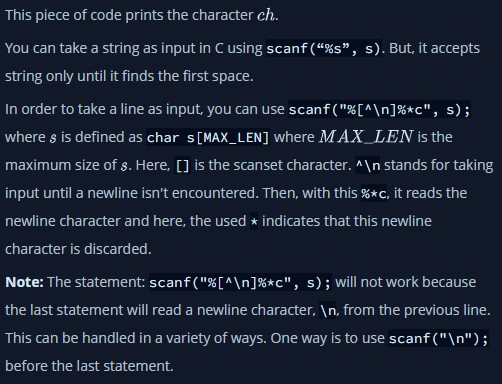 This piece of code prints the character ch.
You can take a string as input in C using scanf(“%s”, s). But, it accepts
string only until it finds the first space.
In order to take a line as input, you can use scanf("%[^\n]%*c", s);
where s is defined as char s[MAX_LEN] where MAX_LEN is the
maximum size of s. Here, [] is the scanset character. ^\n stands for taking
input until a newline isn't encountered. Then, with this %*c, it reads the
newline character and here, the used * indicates that this newline
character is discarded.
Note: The statement: scanf("%[^\n]%*c", s); will not work because
the last statement will read a newline character, \n, from the previous line.
This can be handled in a variety of ways. One way is to use scanf("\n");
before the last statement.